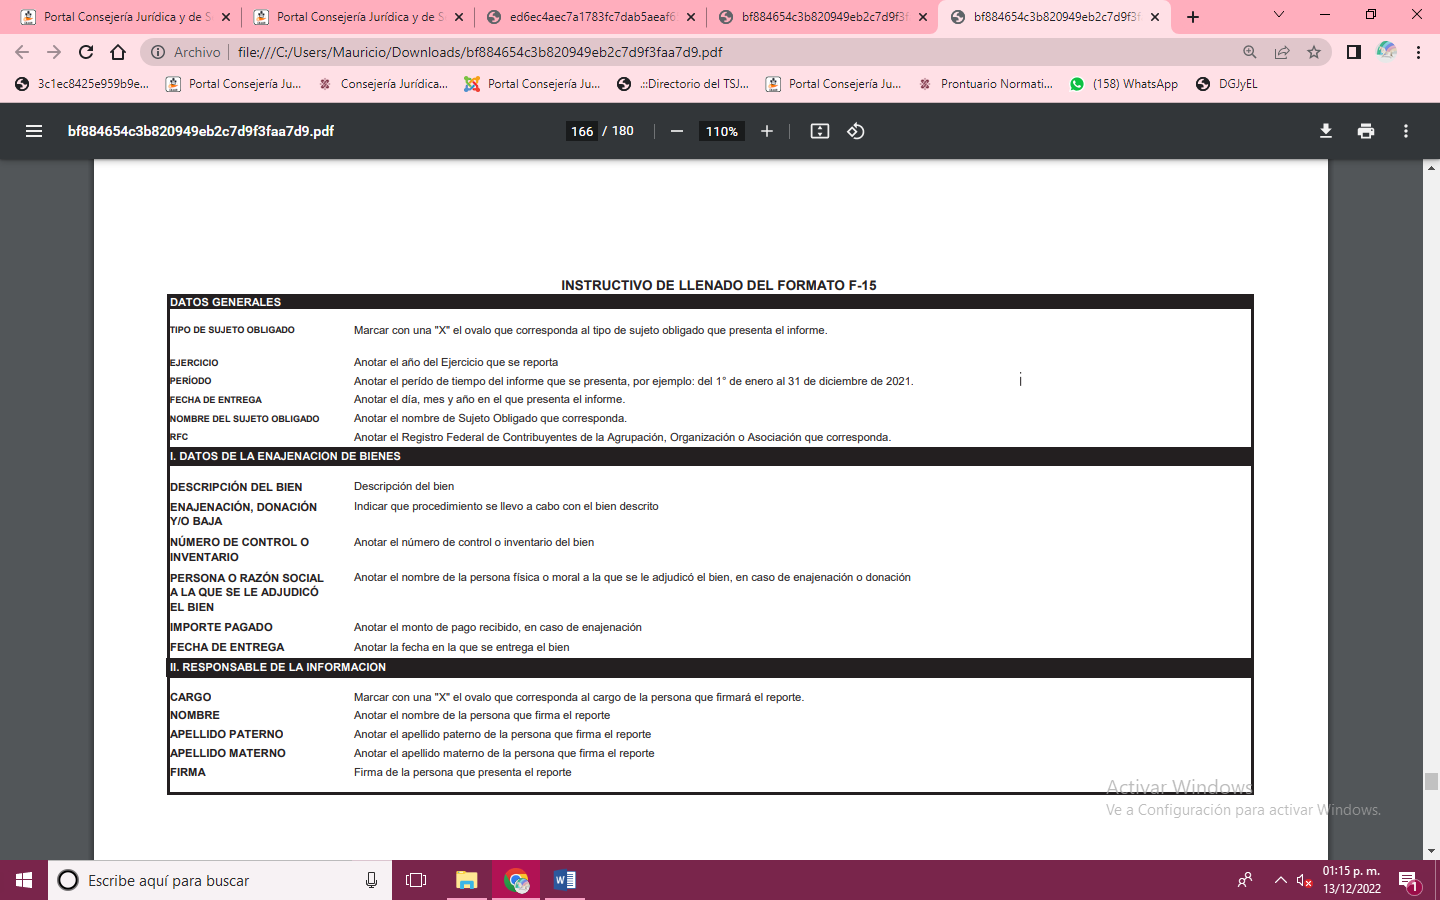 Portal Consejería Jurídica y de S
Portal Consejería Jurídica y de S
ed6ec4aec7a1783fc7dab5aeaf6
bf884654c3b820949eb2c7d9f3f
bf884654c3b820949eb2c7d9f3f
Archivo file:///C:/Users/Mauricio/Downloads/bf884654c3b820949eb2c7d9f3faa7d9.pdf
3c1ec8425e959b9e... Portal Consejería Ju... Consejería Jurídica... Portal Consejería Ju... .::Directorio del TSJ... Portal Consejería Ju... Prontuario Normati... (158) WhatsApp DGJyEL
bf884654c3b820949eb2c7d9f3faa7d9.pdf 166 / 180 110%
INSTRUCTIVO DE LLENADO DEL FORMATO F-15
DATOS GENERALES
TIPO DE SUJETO OBLIGADO Marcar con una "X" el ovalo que corresponda al tipo de sujeto obligado que presenta el informe.
EJERCICIO Anotar el año del Ejercicio que se reporta
PERÍODO Anotar el perído de tiempo del informe que se presenta, por ejemplo: del 1° de enero al 31 de diciembre de 2021.
FECHA DE ENTREGA Anotar el día, mes y año en el que presenta el informe.
NOMBRE DEL SUJETO OBLIGADO Anotar el nombre de Sujeto Obligado que corresponda.
RFC Anotar el Registro Federal de Contribuyentes de la Agrupación, Organización o Asociación que corresponda.
I. DATOS DE LA ENAJENACION DE BIENES
DESCRIPCIÓN DEL BIEN Descripción del bien
ENAJENACIÓN, DONACIÓN Indicar que procedimiento se llevo a cabo con el bien descrito
Y/O BAJA
NÚMERO DE CONTROL O Anotar el número de control o inventario del bien
INVENTARIO
PERSONA O RAZÓN SOCIAL Anotar el nombre de la persona física o moral a la que se le adjudicó el bien, en caso de enajenación o donación
A LA QUE SE LE ADJUDICÓ
EL BIEN
IMPORTE PAGADO Anotar el monto de pago recibido, en caso de enajenación
FECHA DE ENTREGA Anotar la fecha en la que se entrega el bien
II. RESPONSABLE DE LA INFORMACION
CARGO Marcar con una "X" el ovalo que corresponda al cargo de la persona que firmará el reporte.
NOMBRE Anotar el nombre de la persona que firma el reporte
APELLIDO PATERNO Anotar el apellido paterno de la persona que firma el reporte
APELLIDO MATERNO Anotar el apellido materno de la persona que firma el reporte
FIRMA Firma de la persona que presenta el reporte
Activar Windows
Ve a Configuración para activar Windows.
Escribe aquí para buscar
01:15 p. m.
13/12/2022
1